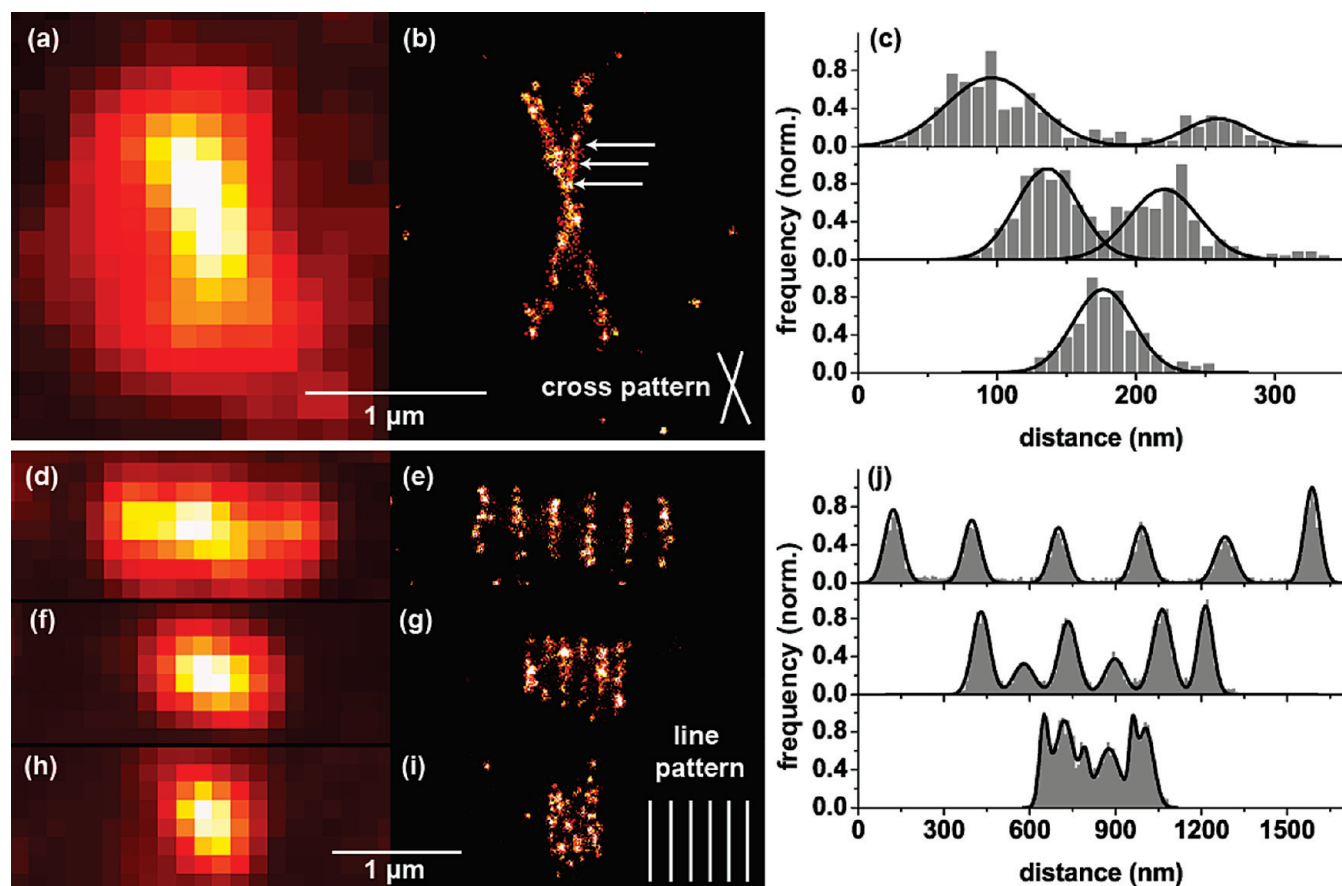 (a)
(b)
cross pattern
1 µm
(c)
0.8
0.4
0.0
0.8
0.4
0.0
0.8
0.4
0.0
frequency (norm.)
0 100 200 300
distance (nm)
(d)
(e)
(f)
(g)
(h)
(i)
line
pattern
1 µm
(j)
0.8
0.4
0.0
0.8
0.4
0.0
0.8
0.4
0.0
frequency (norm.)
frequency (norm.)
0 300 600 900 1200 1500
distance (nm)